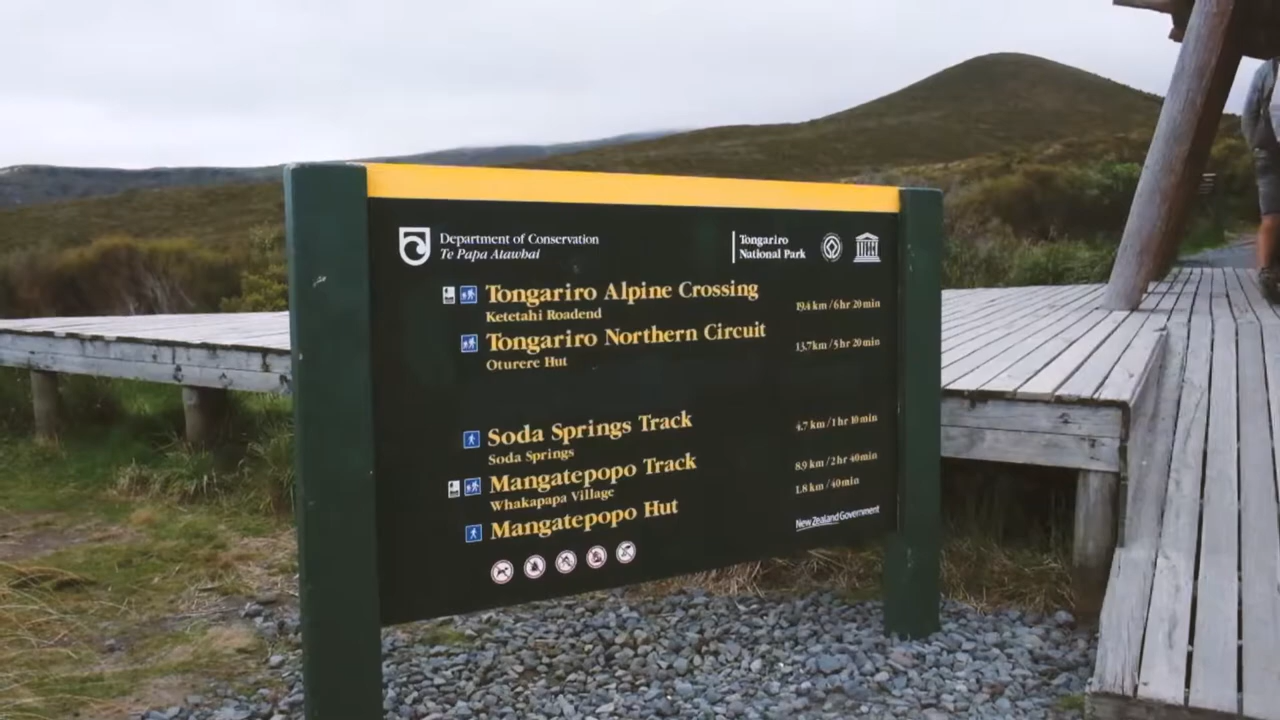 Department of Conservation
Te Papa Atawhai
Tongariro
National Park
Tongariro Alpine Crossing
Ketetahi Roadend
19.4 km / 6 hr 20 min
Tongariro Northern Circuit
Oturere Hut
13.7km / 5 hr 20 min
Soda Springs Track
Soda Springs
4.7 km / 1 hr 10 min
Mangatepopo Track
Whakapapa Village
8.9 km / 2 hr 40 min
Mangatepopo Hut
1.8 km / 40 min
New Zealand Government